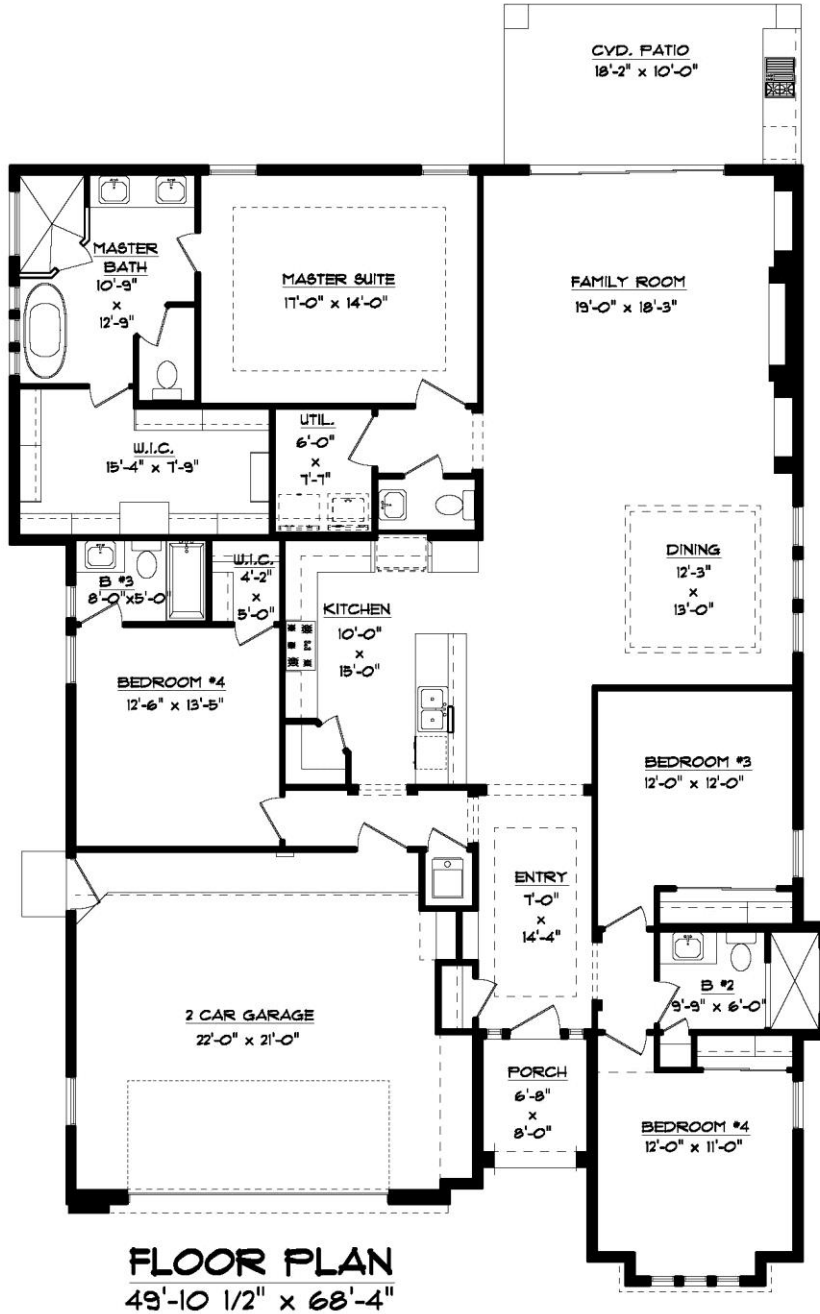 CVD. PATIO
18'-2" x 10'-0"
MASTER
BATH
10'-9"
x
12'-9"
MASTER SUITE
17'-0" x 14'-0"
FAMILY ROOM
19'-0" x 18'-3"
W.I.C.
15'-4" x 7'-9"
UTIL.
6'-0"
x
7'-7"
B #3
8'-0"x5'-0"
W.I.C.
4'-2"
x
5'-0"
KITCHEN
10'-0"
x
15'-0"
DINING
12'-3"
x
13'-0"
BEDROOM #4
12'-6" x 13'-5"
BEDROOM #3
12'-0" x 12'-0"
ENTRY
7'-0"
x
14'-4"
B #2
9'-9" x 6'-0"
2 CAR GARAGE
22'-0" x 21'-0"
PORCH
6'-8"
x
8'-0"
BEDROOM #4
12'-0" x 11'-0"
FLOOR PLAN
49'-10 1/2" x 68'-4"